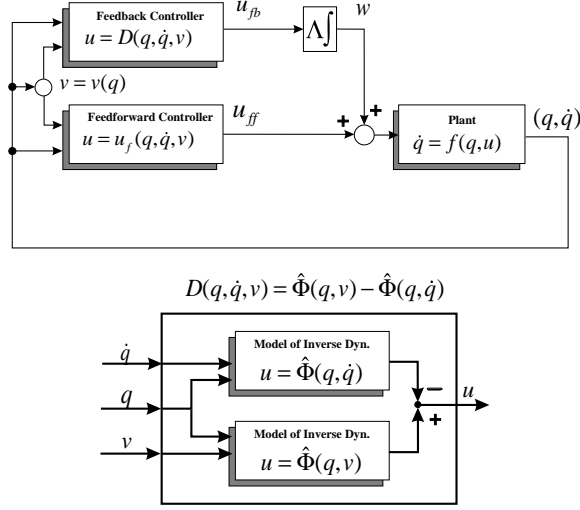 Feedback Controller
u = D(q, q̇, v)
u_fb
Λ∫
w
v = v(q)
Feedforward Controller
u = u_f(q, q̇, v)
u_ff
+
+
Plant
q̇ = f(q, u)
(q, q̇)
D(q, q̇, v) = Φ̂(q, v) − Φ̂(q, q̇)
q̇
q
v
Model of Inverse Dyn.
u = Φ̂(q, q̇)
Model of Inverse Dyn.
u = Φ̂(q, v)
−
+
u